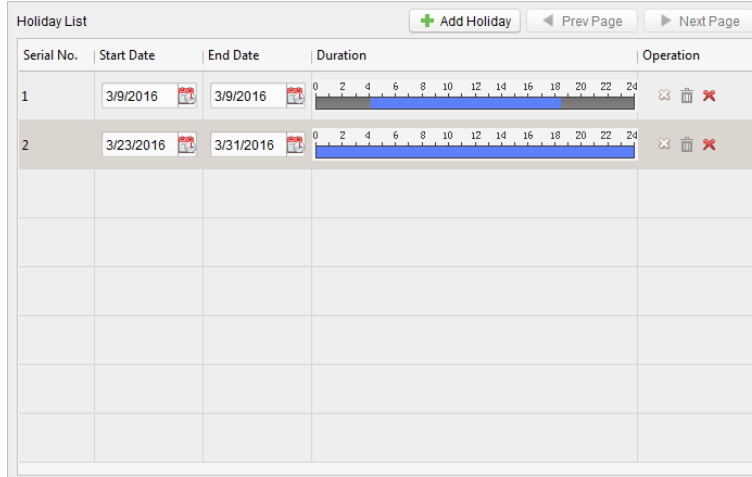 Holiday List Add Holiday Prev Page Next Page
Serial No. Start Date End Date Duration Operation
1 3/9/2016 3/9/2016 0 2 4 6 8 10 12 14 16 18 20 22 24
2 3/23/2016 3/31/2016 0 2 4 6 8 10 12 14 16 18 20 22 24